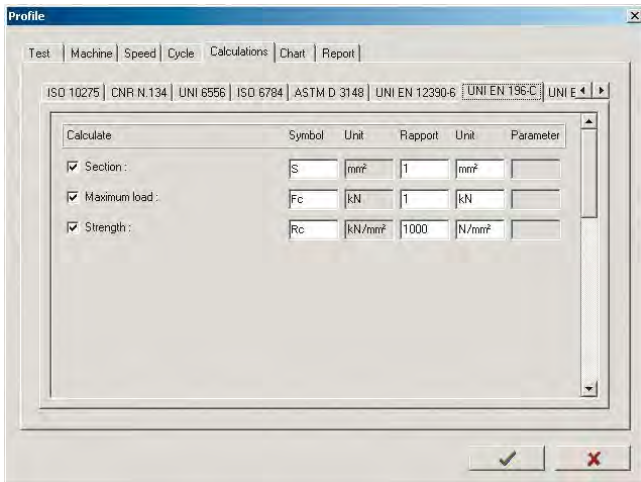 Profile
Test Machine Speed Cycle Calculations Chart Report
ISO 10275 CNR N.134 UNI 6556 ISO 6784 ASTM D 3148 UNI EN 12390-6 UNI EN 196-C UNI E
Calculate Symbol Unit Rapport Unit Parameter
Section : S mm² 1 mm²
Maximum load : Fc kN 1 kN
Strength : Rc kN/mm² 1000 N/mm²